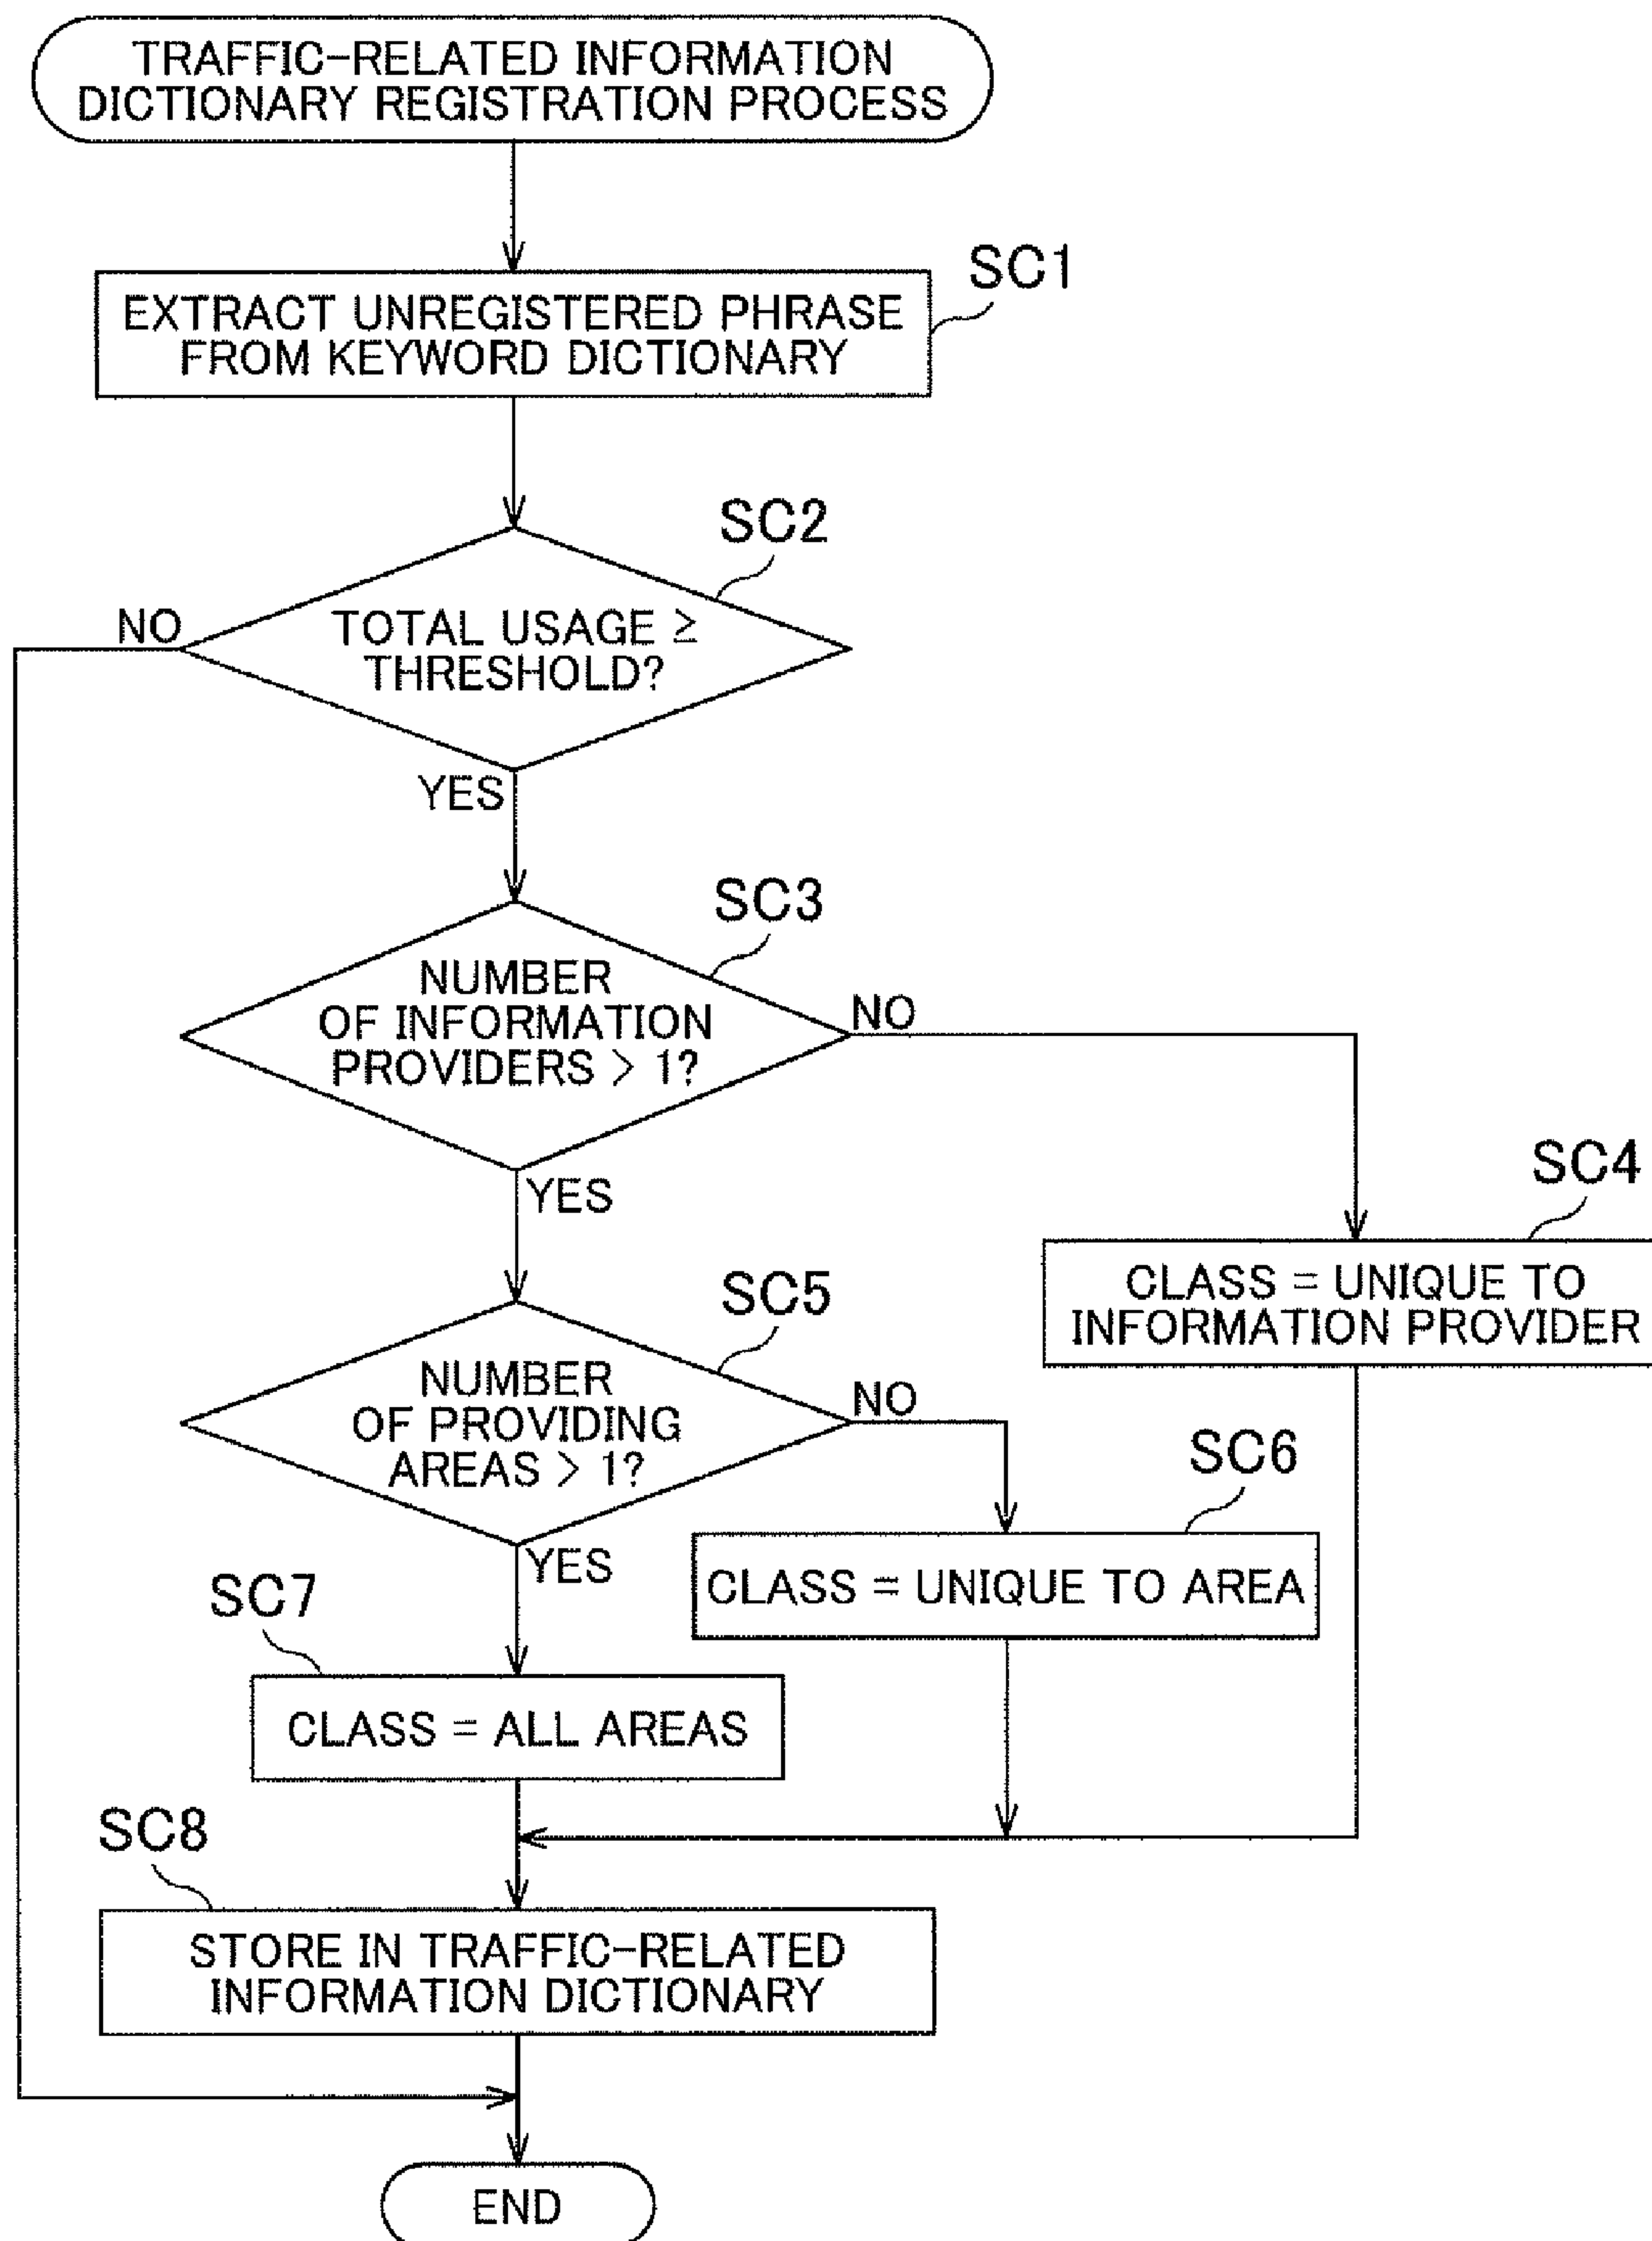 TRAFFIC-RELATED INFORMATION
DICTIONARY REGISTRATION PROCESS
SC1
EXTRACT UNREGISTERED PHRASE
FROM KEYWORD DICTIONARY
SC2
NO
TOTAL USAGE ≥
THRESHOLD?
YES
SC3
NUMBER
OF INFORMATION
PROVIDERS > 1?
NO
YES
SC4
CLASS = UNIQUE TO
INFORMATION PROVIDER
SC5
NUMBER
OF PROVIDING
AREAS > 1?
NO
YES
SC6
CLASS = UNIQUE TO AREA
SC7
CLASS = ALL AREAS
SC8
STORE IN TRAFFIC-RELATED
INFORMATION DICTIONARY
END